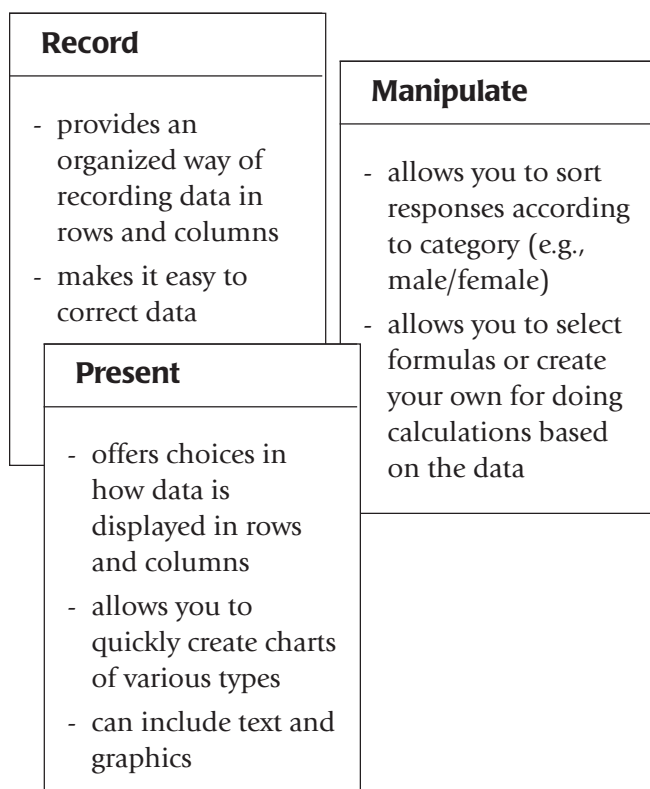 Record
- provides an
organized way of
recording data in
rows and columns
- makes it easy to
correct data
Manipulate
- allows you to sort
responses according
to category (e.g.,
male/female)
- allows you to select
formulas or create
your own for doing
calculations based
on the data
Present
- offers choices in
how data is
displayed in rows
and columns
- allows you to
quickly create charts
of various types
- can include text and
graphics